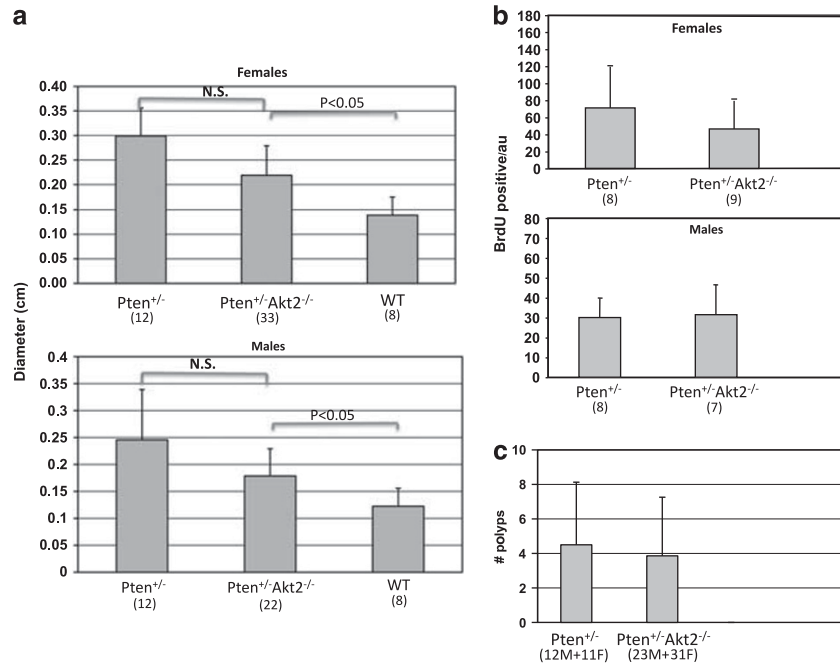 a
Females
Diameter (cm)
0.40
0.35
0.30
0.25
0.20
0.15
0.10
0.05
0.00
N.S.
P<0.05
Pten+/- Pten+/-Akt2-/- WT
(12) (33) (8)
Males
0.4
0.35
0.3
0.25
0.2
0.15
0.1
0.05
0
N.S.
P<0.05
Pten+/- Pten+/-Akt2-/- WT
(12) (22) (8)
b
BrdU positive/au
Females
180
160
140
120
100
80
60
40
20
0
Pten+/- Pten+/-Akt2-/-
(8) (9)
Males
80
70
60
50
40
30
20
10
0
Pten+/- Pten+/-Akt2-/-
(8) (7)
c
# polyps
10
8
6
4
2
0
Pten+/- Pten+/-Akt2-/-
(12M+11F) (23M+31F)